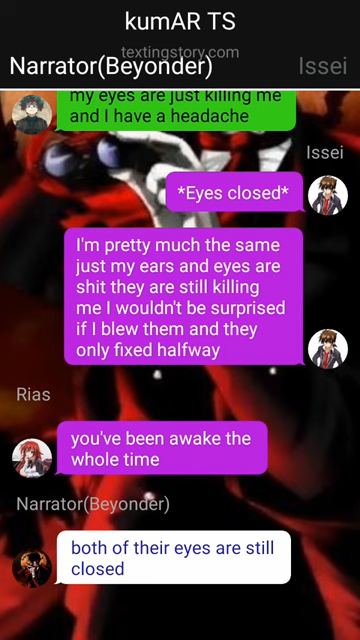 kumAR TS
textingstory.com
Narrator(Beyonder)
Issei
my eyes are just killing me
and I have a headache
Issei
*Eyes closed*
I'm pretty much the same
just my ears and eyes are
shit they are still killing
me I wouldn't be surprised
if I blew them and they
only fixed halfway
Rias
you've been awake the
whole time
Narrator(Beyonder)
both of their eyes are still
closed